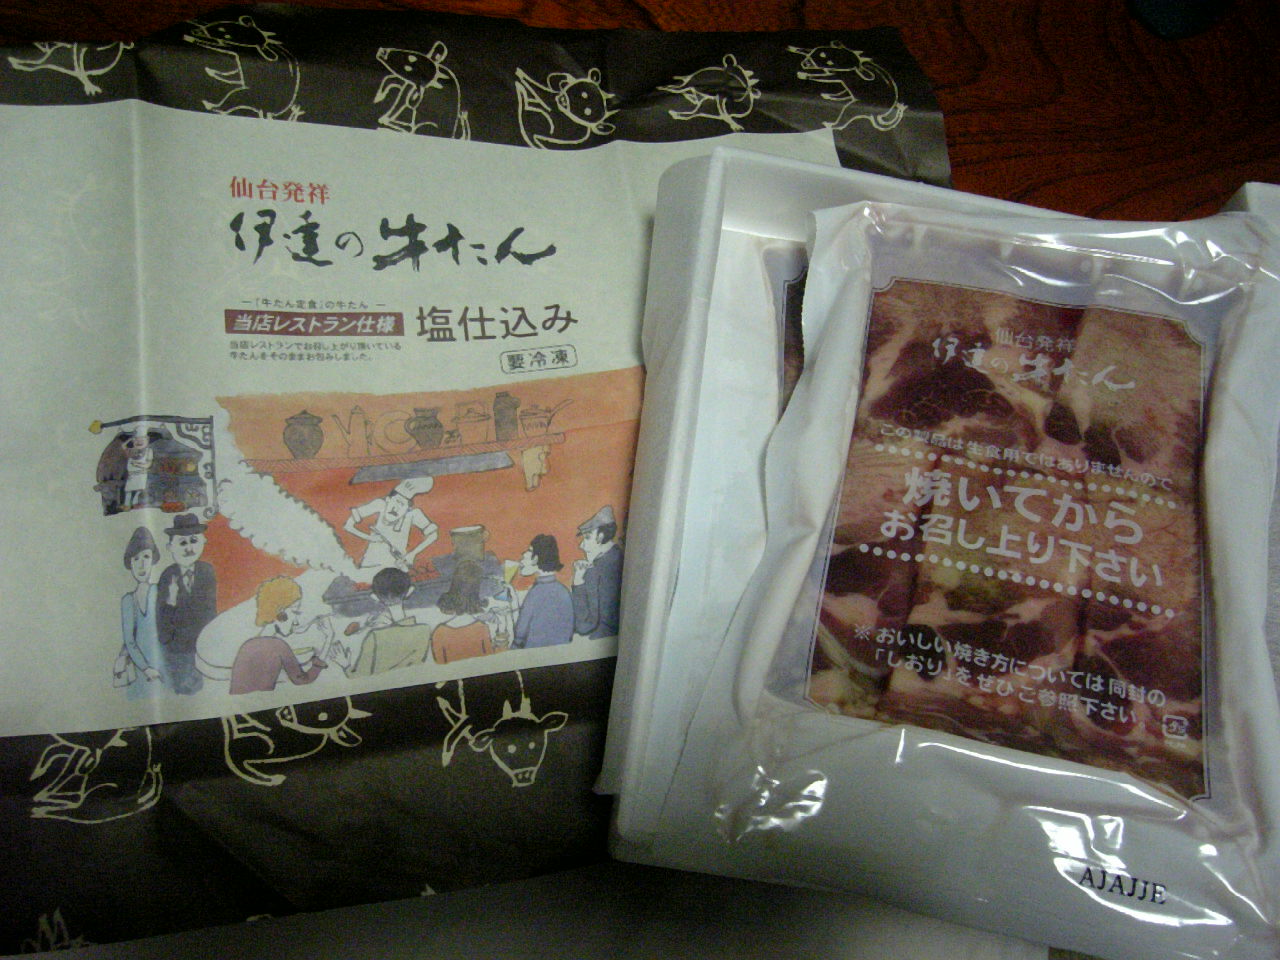 仙台発祥
伊達の牛たん
―「牛たん定食」の牛たん―
当店レストラン仕様
当店レストランでお召し上がり頂いている
牛たんをそのままお包みしました。
塩仕込み
要冷凍
仙台発祥
伊達の牛たん
この製品は生食用ではありませんので
焼いてから
お召し上り下さい
※おいしい焼き方については同封の
「しおり」をぜひご参照下さい
AJAJJE